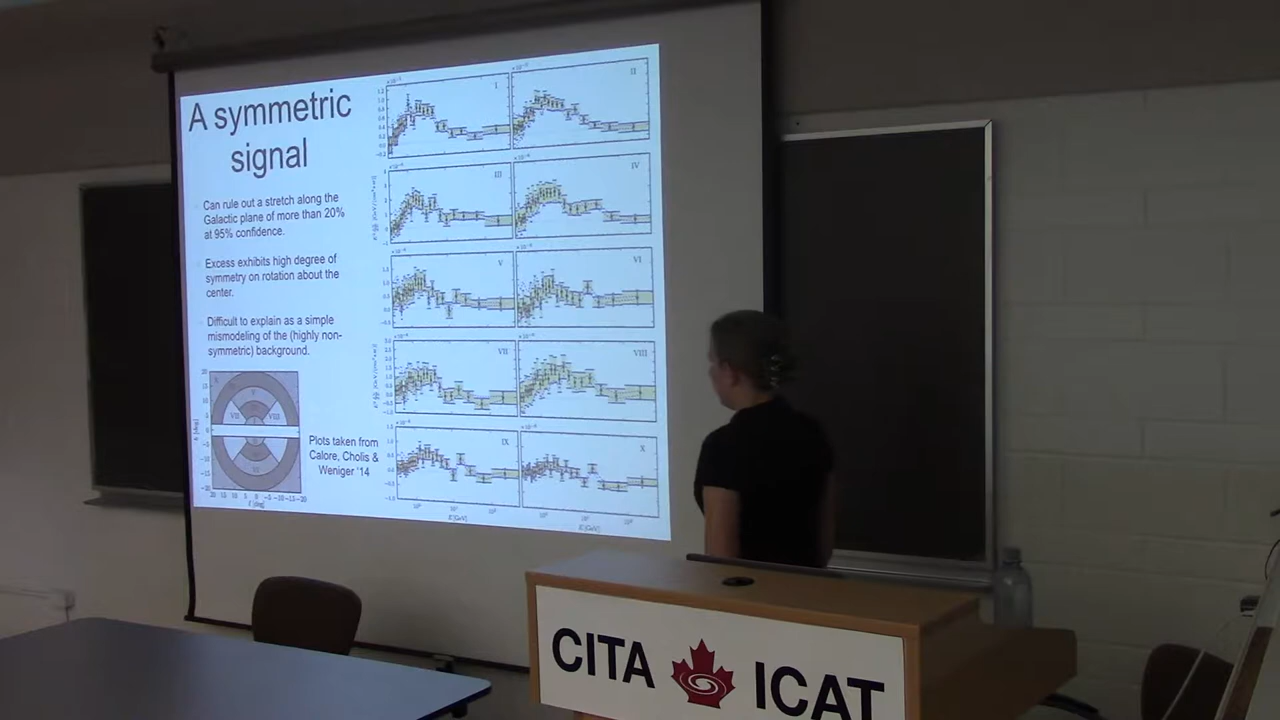 A symmetric
signal
Can rule out a stretch along the
Galactic plane of more than 20%
at 95% confidence.
Excess exhibits high degree of
symmetry on rotation about the
center.
Difficult to explain as a simple
mismodeling of the (highly non-
symmetric) background.
Plots taken from
Calore, Cholis &
Weniger '14
I
II
III
IV
V
VI
VII
VIII
IX
X
E [GeV]
E [GeV]
CITA ICAT